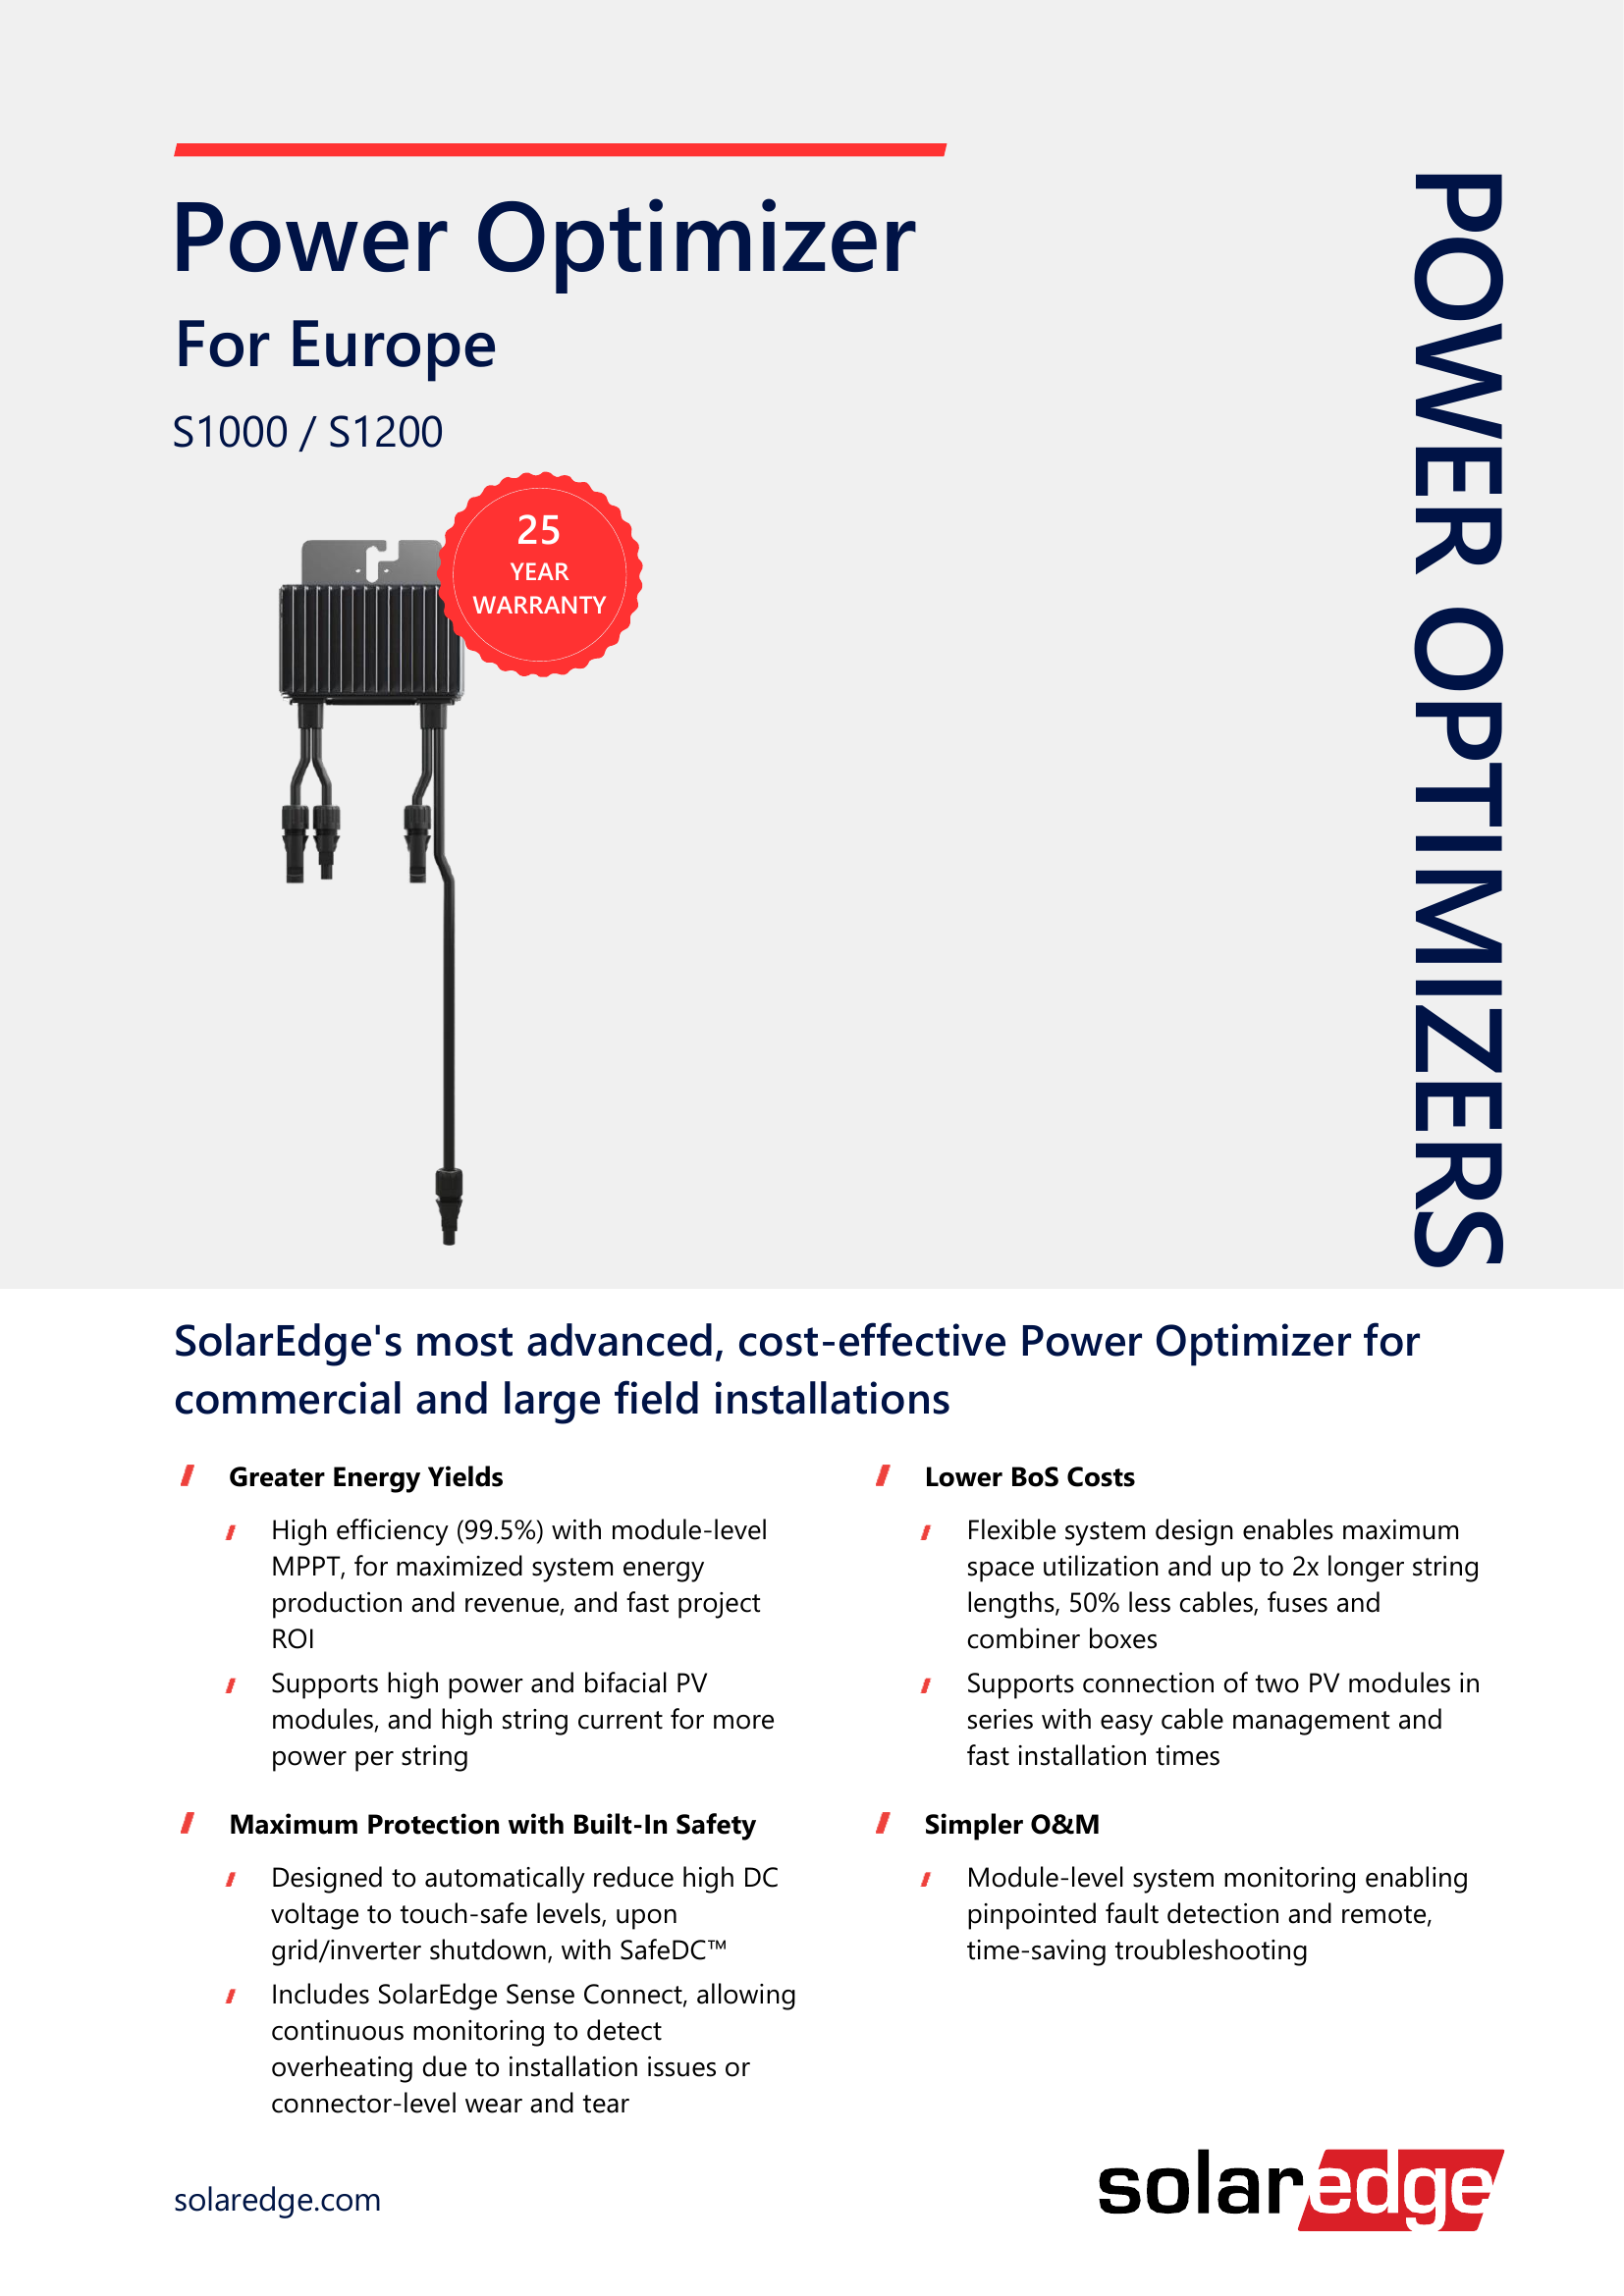 Power Optimizer
For Europe
S1000 / S1200
25
YEAR
WARRANTY
POWER OPTIMIZERS
SolarEdge's most advanced, cost-effective Power Optimizer for
commercial and large field installations
Greater Energy Yields
High efficiency (99.5%) with module-level
MPPT, for maximized system energy
production and revenue, and fast project
ROI
Supports high power and bifacial PV
modules, and high string current for more
power per string
Maximum Protection with Built-In Safety
Designed to automatically reduce high DC
voltage to touch-safe levels, upon
grid/inverter shutdown, with SafeDC™
Includes SolarEdge Sense Connect, allowing
continuous monitoring to detect
overheating due to installation issues or
connector-level wear and tear
Lower BoS Costs
Flexible system design enables maximum
space utilization and up to 2x longer string
lengths, 50% less cables, fuses and
combiner boxes
Supports connection of two PV modules in
series with easy cable management and
fast installation times
Simpler O&M
Module-level system monitoring enabling
pinpointed fault detection and remote,
time-saving troubleshooting
solaredge.com
solaredge